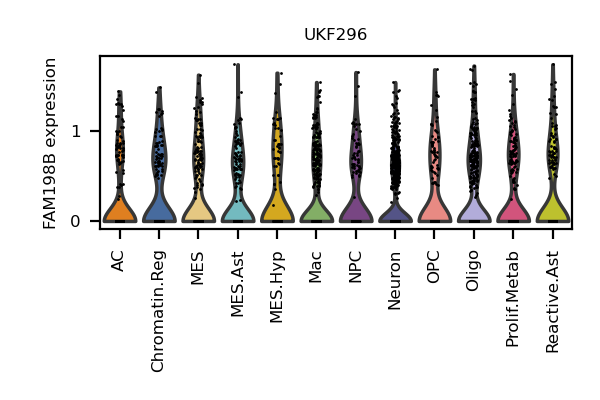 UKF296
FAM198B expression
1
0
AC
Chromatin.Reg
MES
MES.Ast
MES.Hyp
Mac
NPC
Neuron
OPC
Oligo
Prolif.Metab
Reactive.Ast